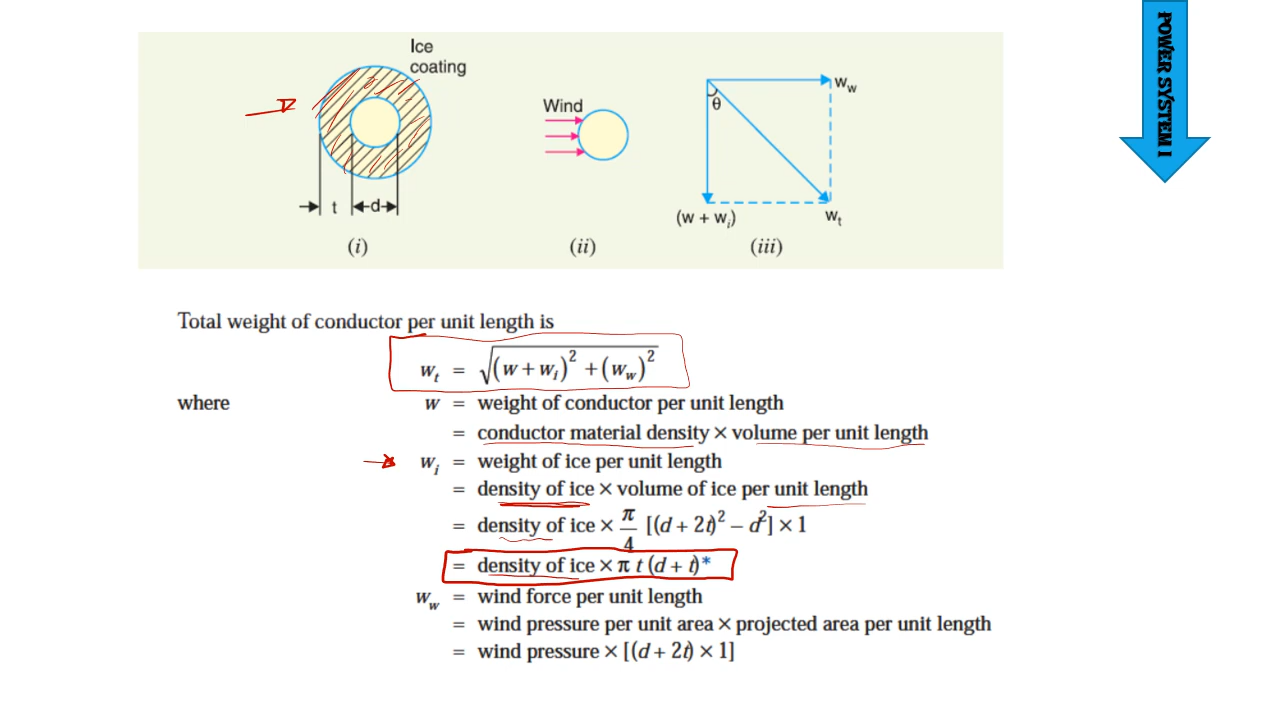 POWER SYSTEM I
Ice
coating
t d
(i)
Wind
(ii)
θ
w_w
(w + w_i)
w_t
(iii)
Total weight of conductor per unit length is
w_t = √(w + w_i)² + (w_w)²
where w = weight of conductor per unit length
= conductor material density × volume per unit length
w_i = weight of ice per unit length
= density of ice × volume of ice per unit length
= density of ice × π/4 [(d + 2t)² – d²] × 1
= density of ice × π t (d + t)*
w_w = wind force per unit length
= wind pressure per unit area × projected area per unit length
= wind pressure × [(d + 2t) × 1]